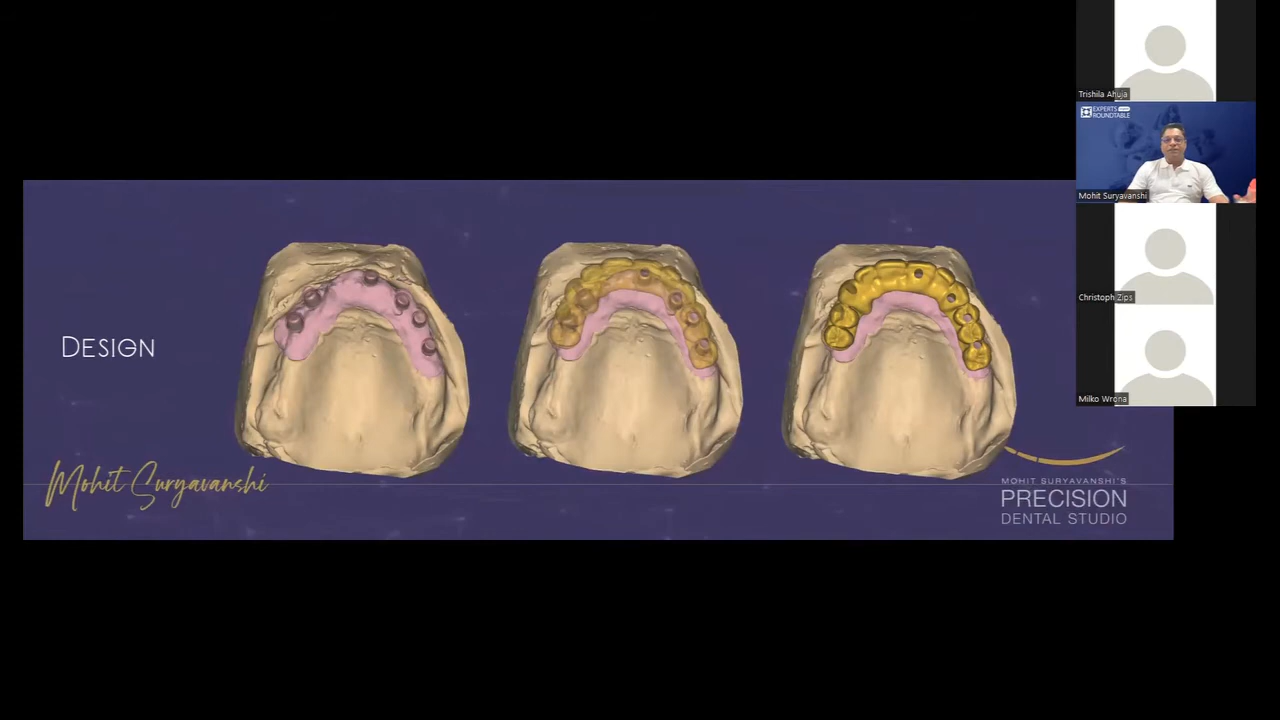 Trishila Ahuja
EXPERTS
ROUNDTABLE
Mohit Suryavanshi
Christoph Zips
Milko Wrona
DESIGN
Mohit Suryavanshi
MOHIT SURYAVANSHI'S
PRECISION
DENTAL STUDIO